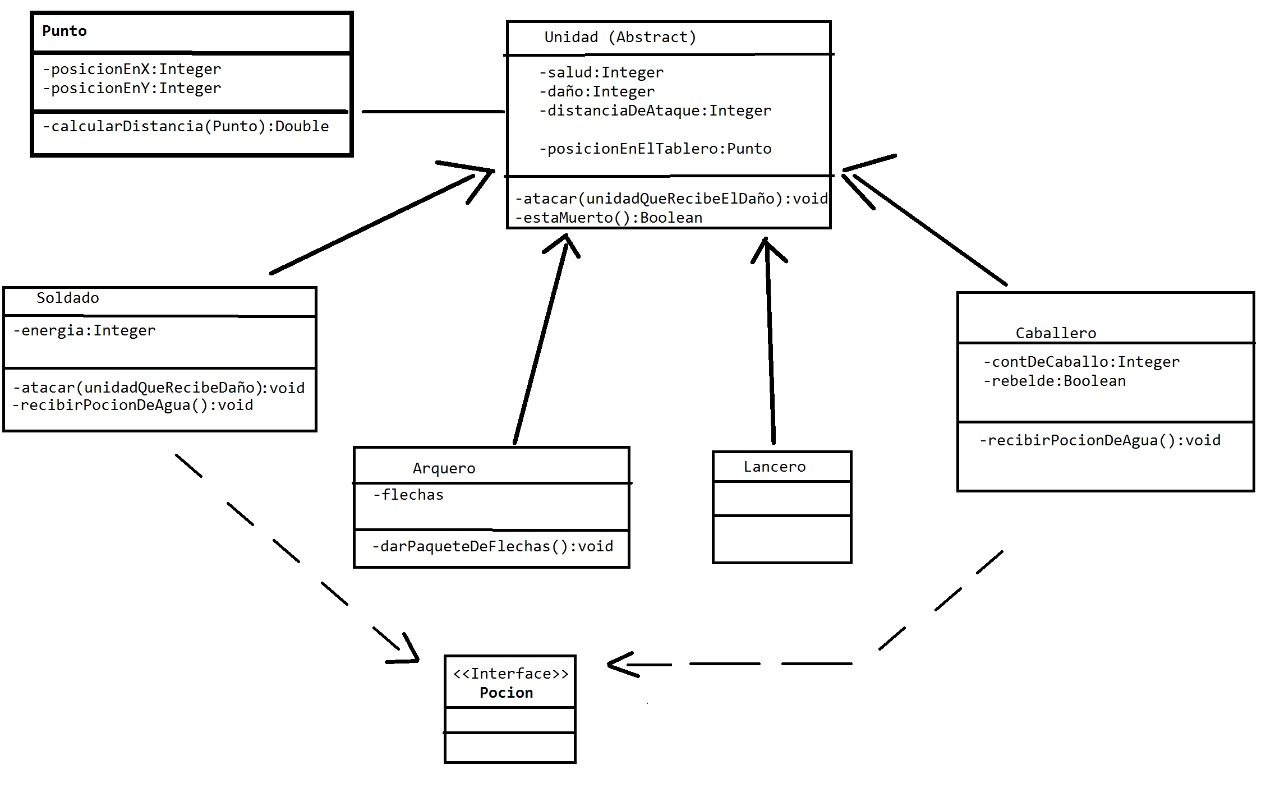 Punto
-posicionEnX:Integer
-posicionEnY:Integer
-calcularDistancia(Punto):Double
Unidad (Abstract)
-salud:Integer
-daño:Integer
-distanciaDeAtaque:Integer
-posicionEnElTablero:Punto
-atacar(unidadQueRecibeElDaño):void
-estaMuerto():Boolean
Soldado
-energia:Integer
-atacar(unidadQueRecibeDaño):void
-recibirPocionDeAgua():void
Arquero
-flechas
-darPaqueteDeFlechas():void
Lancero
Caballero
-contDeCaballo:Integer
-rebelde:Boolean
-recibirPocionDeAgua():void
<<Interface>>
Pocion